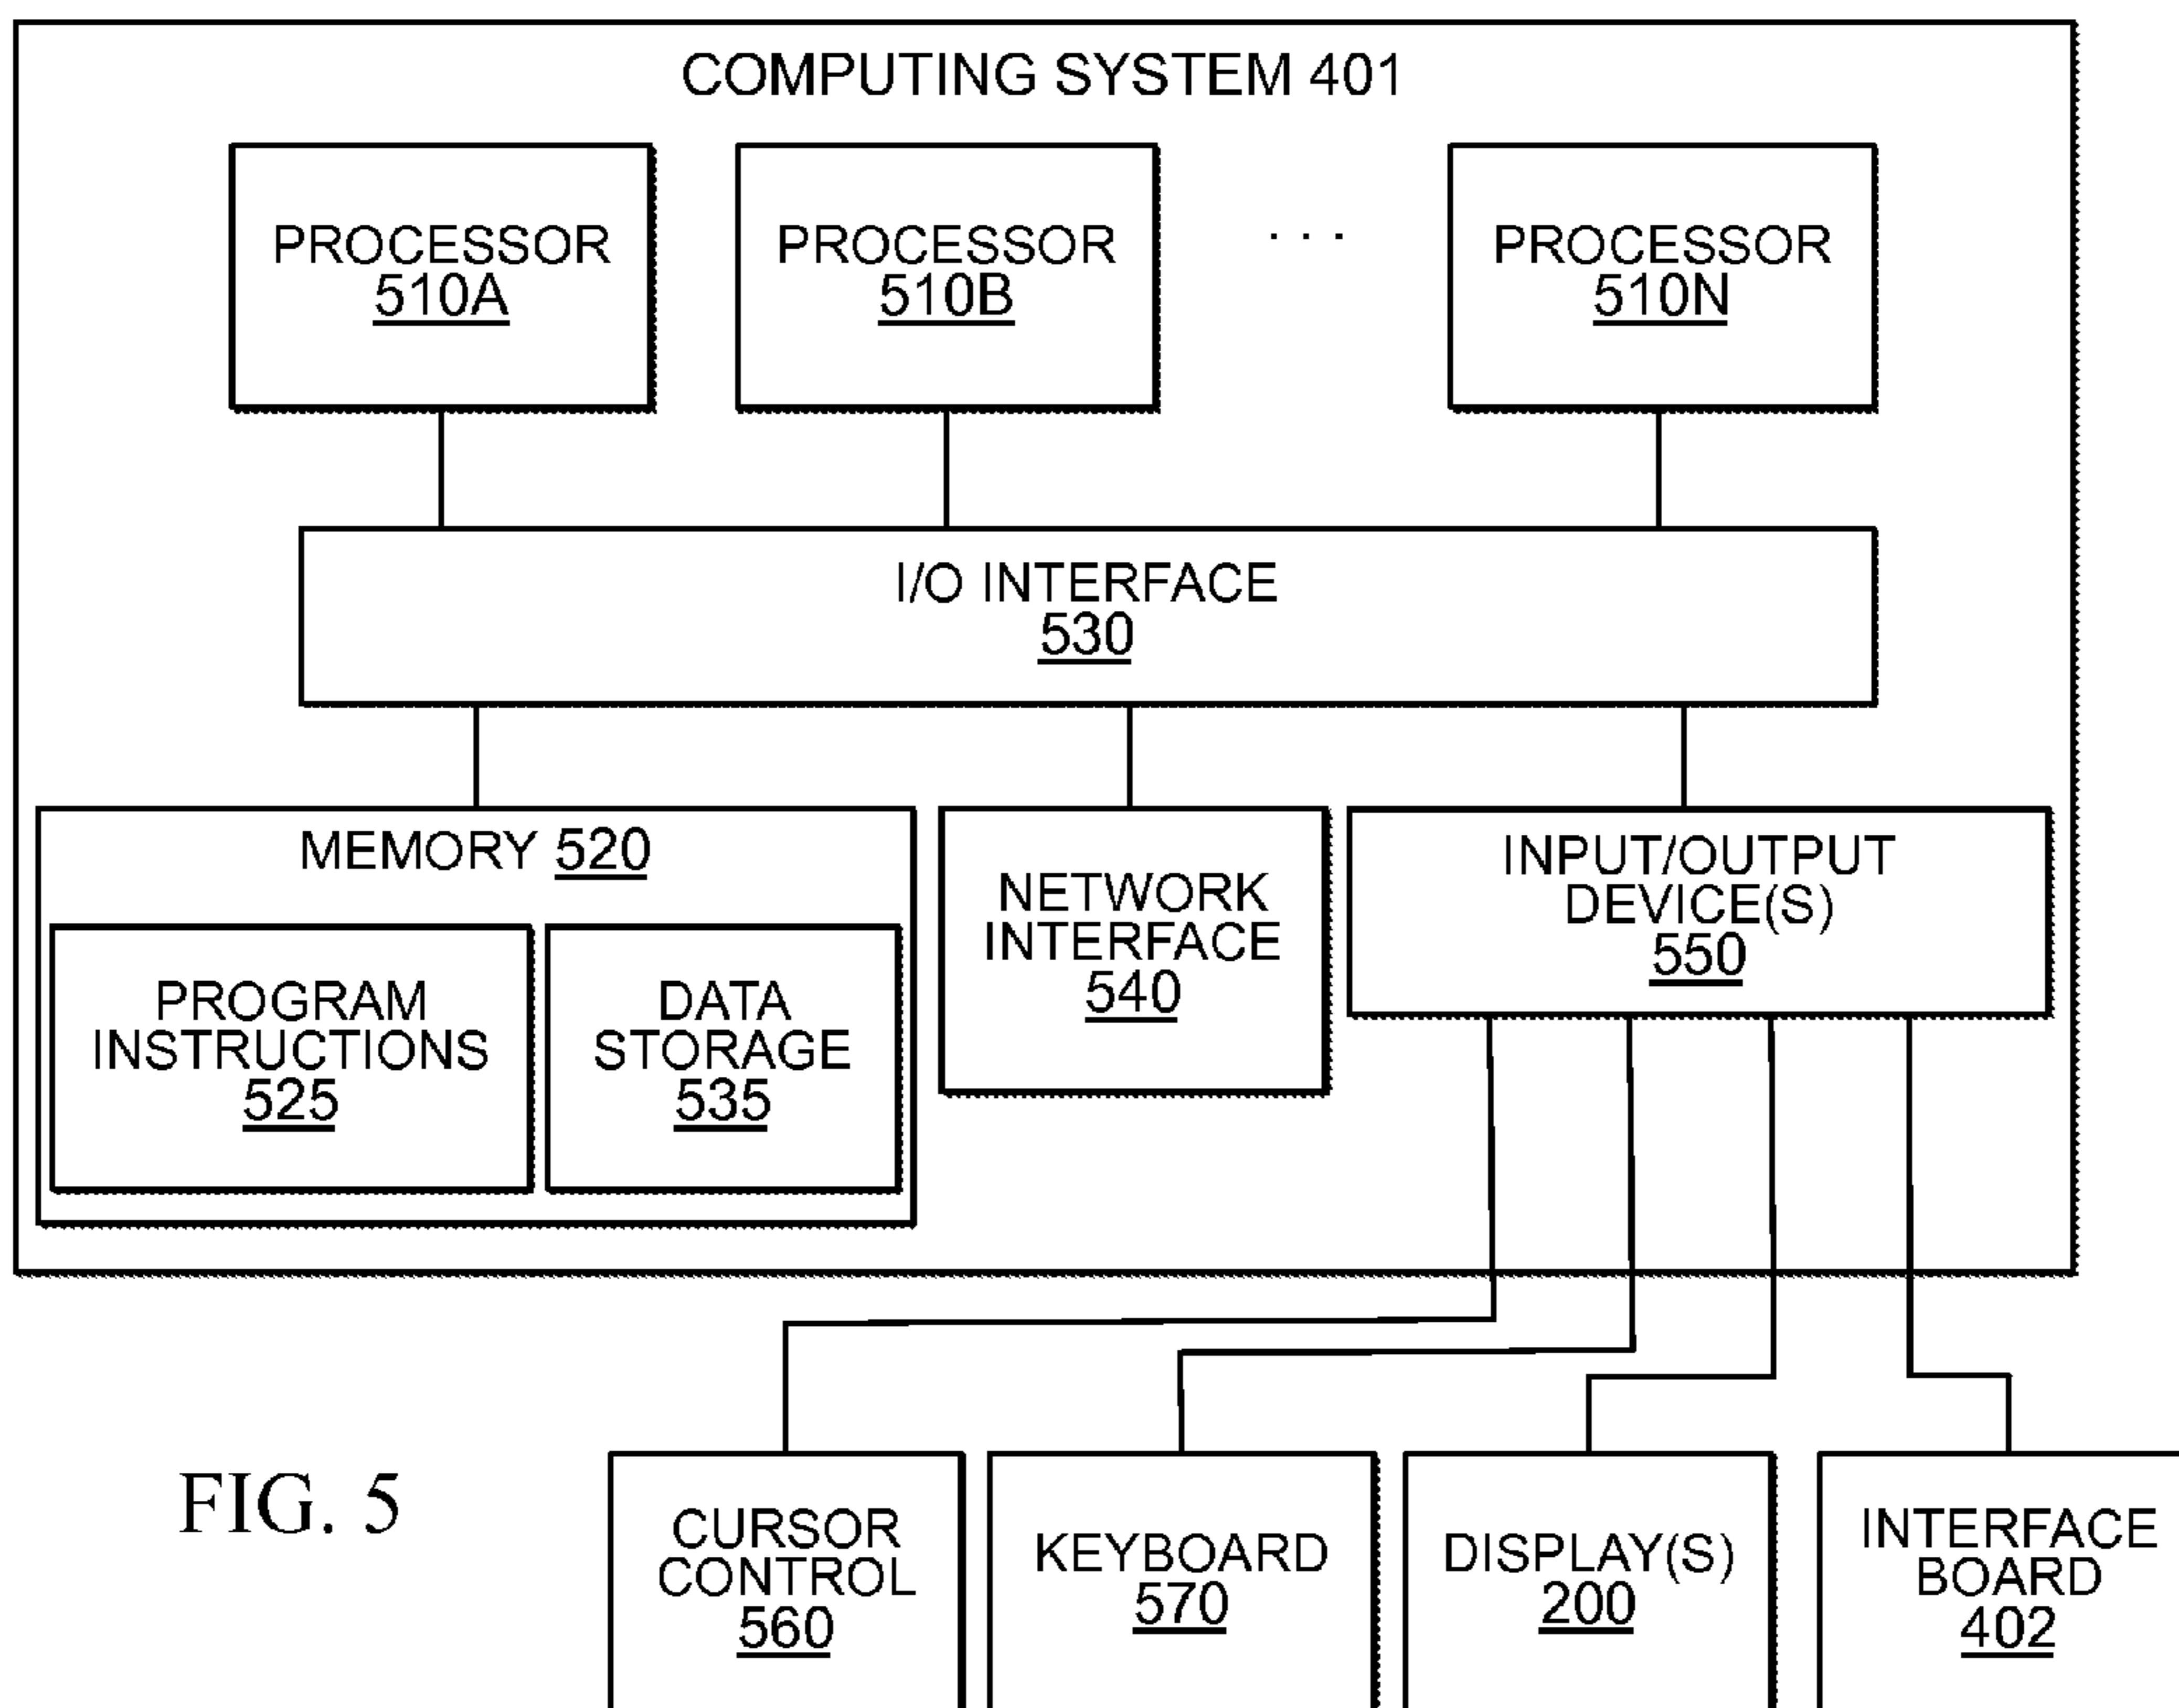 COMPUTING SYSTEM 401
PROCESSOR
510A
PROCESSOR
510B
. . .
PROCESSOR
510N
I/O INTERFACE
530
MEMORY 520
PROGRAM
INSTRUCTIONS
525
DATA
STORAGE
535
NETWORK
INTERFACE
540
INPUT/OUTPUT
DEVICE(S)
550
FIG. 5
CURSOR
CONTROL
560
KEYBOARD
570
DISPLAY(S)
200
INTERFACE
BOARD
402